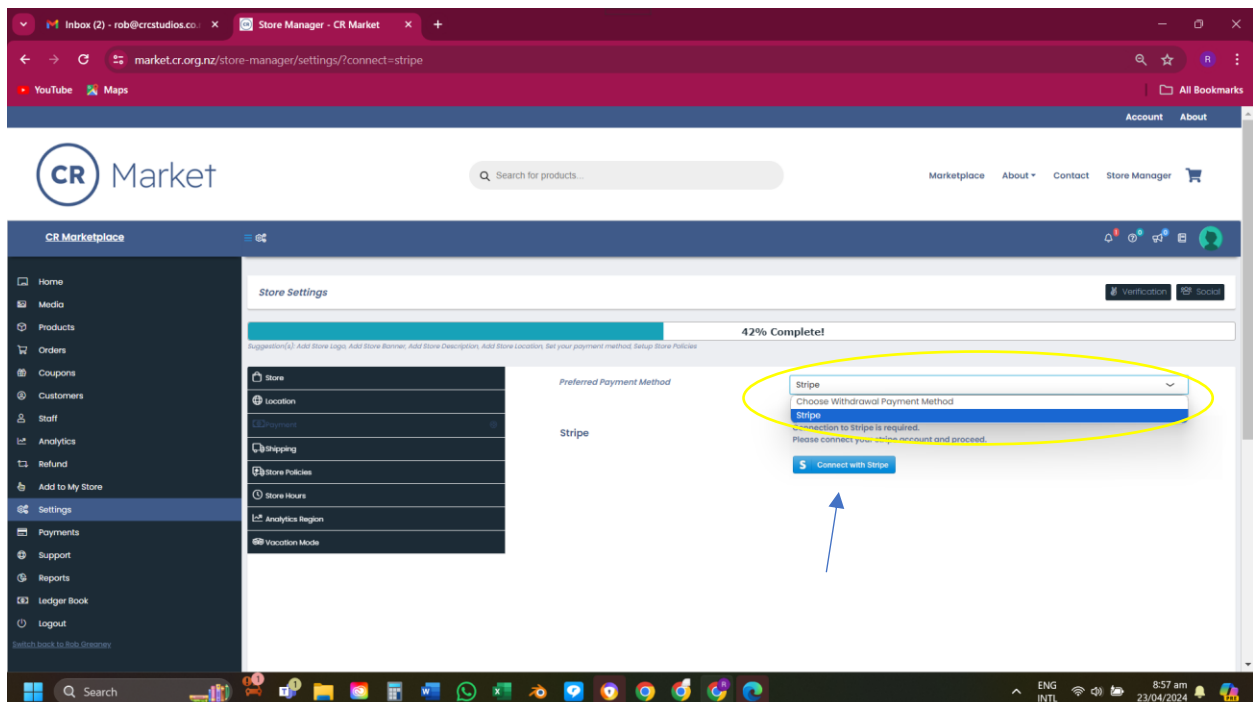 Inbox (2) - rob@crcstudios.co.
Store Manager - CR Market
market.cr.org.nz/store-manager/settings/?connect=stripe
R
YouTube
Maps
All Bookmarks
Account About
CR Market
Search for products...
Marketplace About Contact Store Manager
CR Marketplace
Home
Media
Products
Orders
Coupons
Customers
Staff
Analytics
Refund
Add to My Store
Settings
Payments
Support
Reports
Ledger Book
Logout
Switch back to Rob Greaney
Store Settings
Verification
Social
42% Complete!
Suggestion(s): Add Store Logo, Add Store Banner, Add Store Description, Add Store Location, Set your payment method, Setup Store Policies
Store
Location
Payment
Shipping
Store Policies
Store Hours
Analytics Region
Vacation Mode
Preferred Payment Method
Stripe
Choose Withdrawal Payment Method
Stripe
Stripe
Connection to Stripe is required.
Please connect your stripe account and proceed.
S Connect with Stripe
Search
ENG
INTL
8:57 am
23/04/2024